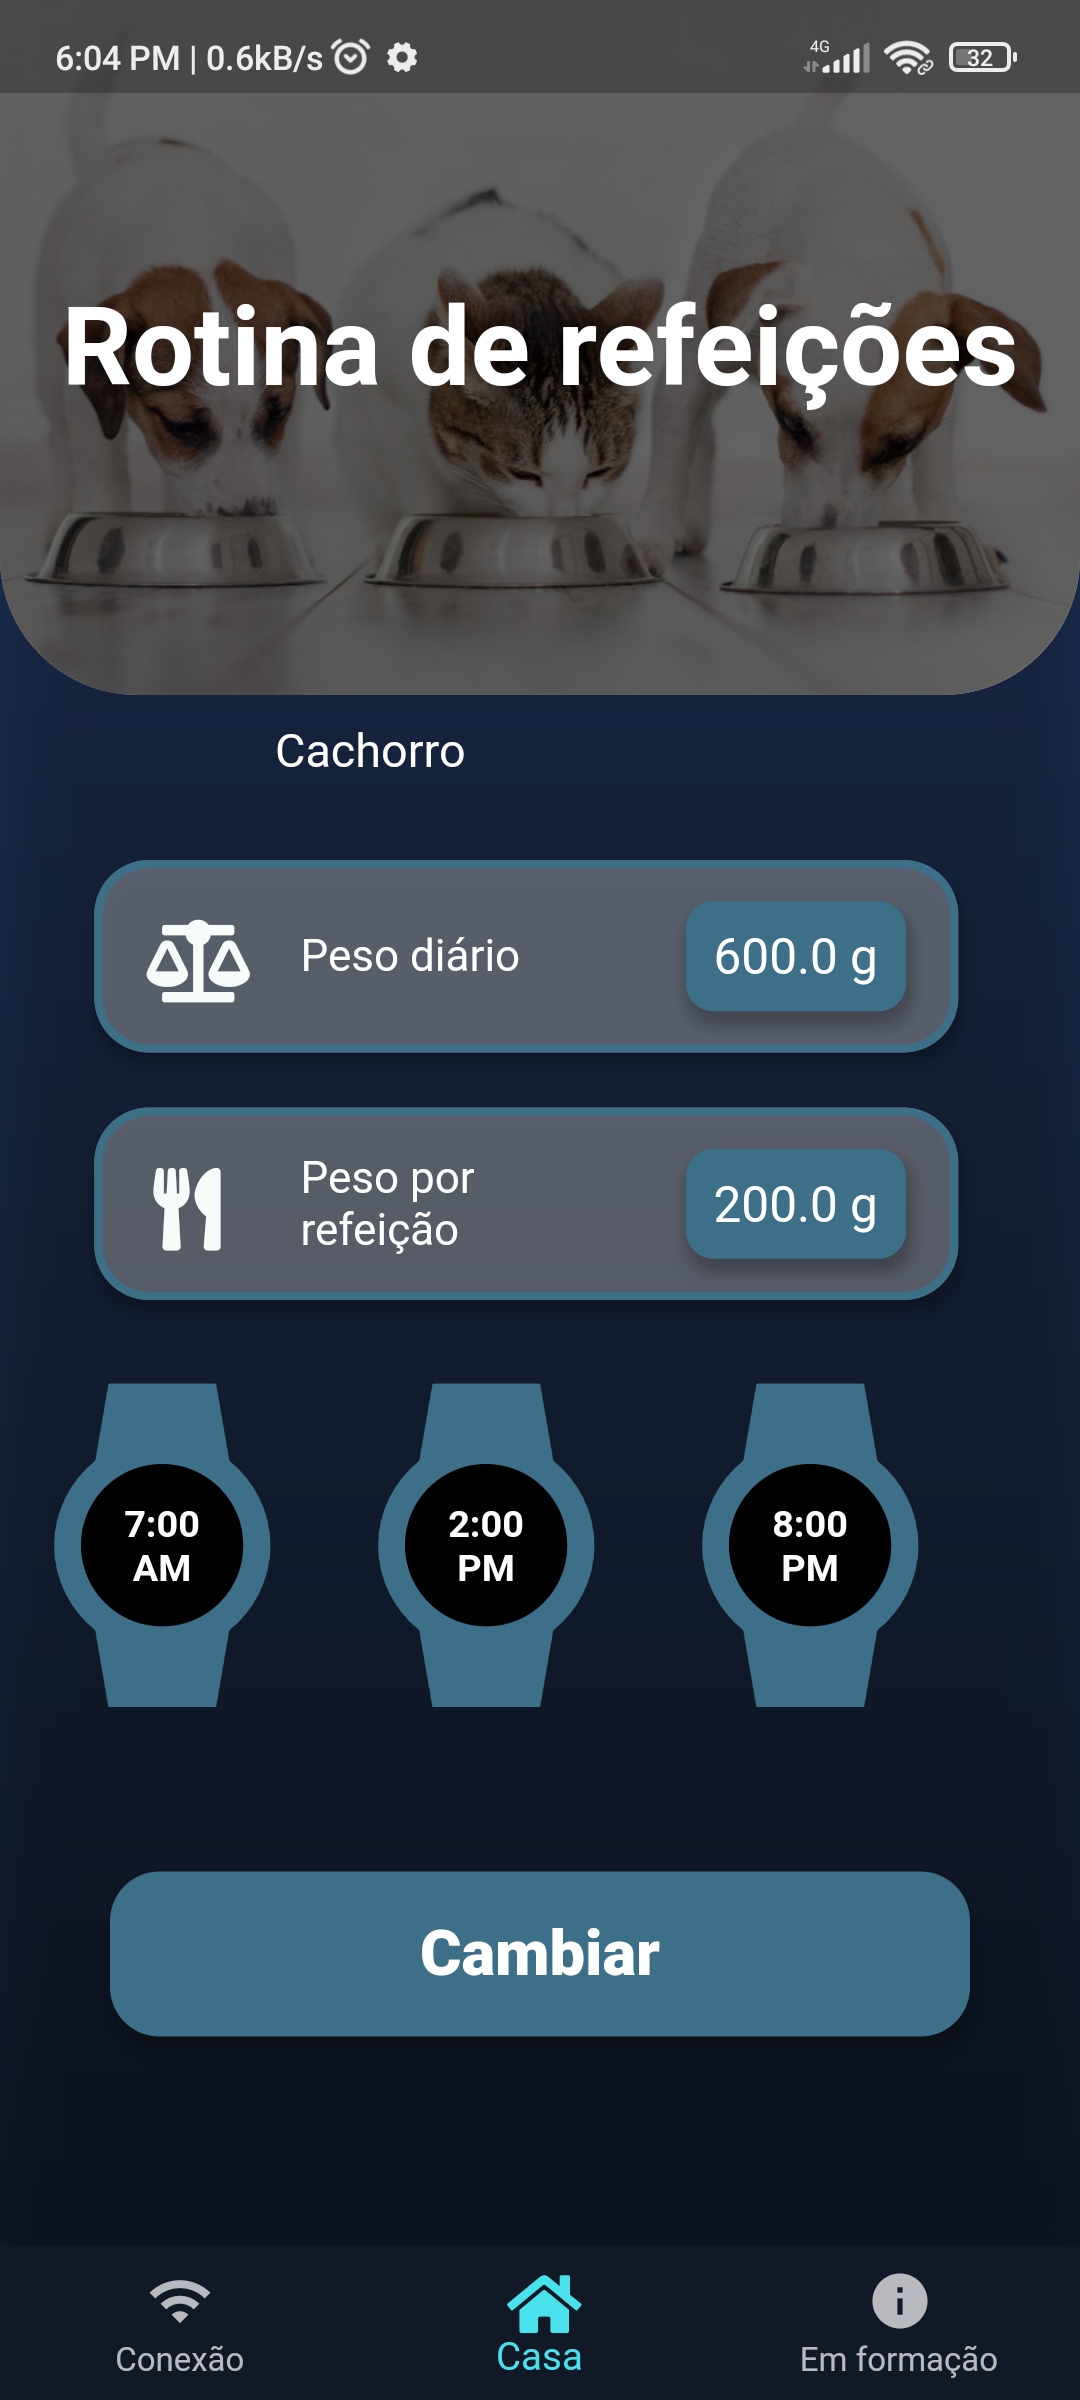 6:04 PM | 0.6kB/s
4G
32
Rotina de refeições
Cachorro
Peso diário
600.0 g
Peso por
refeição
200.0 g
7:00
AM
2:00
PM
8:00
PM
Cambiar
Conexão
Casa
Em formação